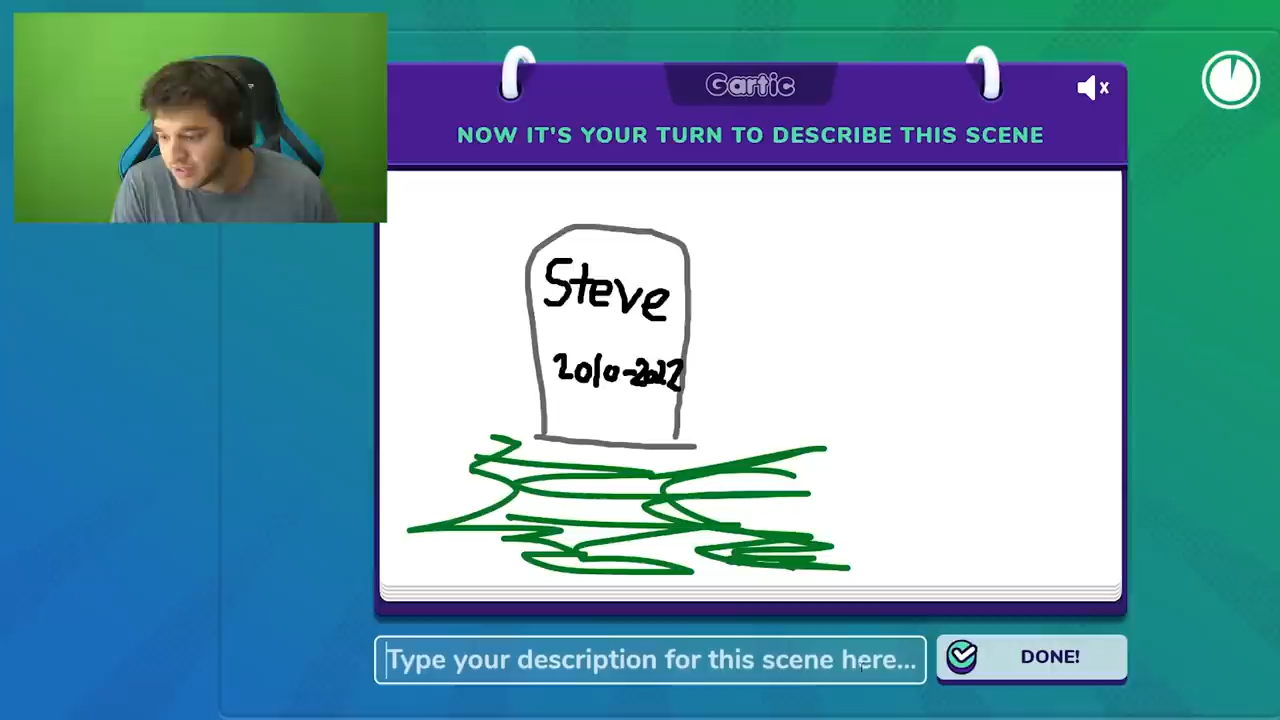 Gartic
NOW IT'S YOUR TURN TO DESCRIBE THIS SCENE
Steve
2010-2022
Type your description for this scene here...
DONE!